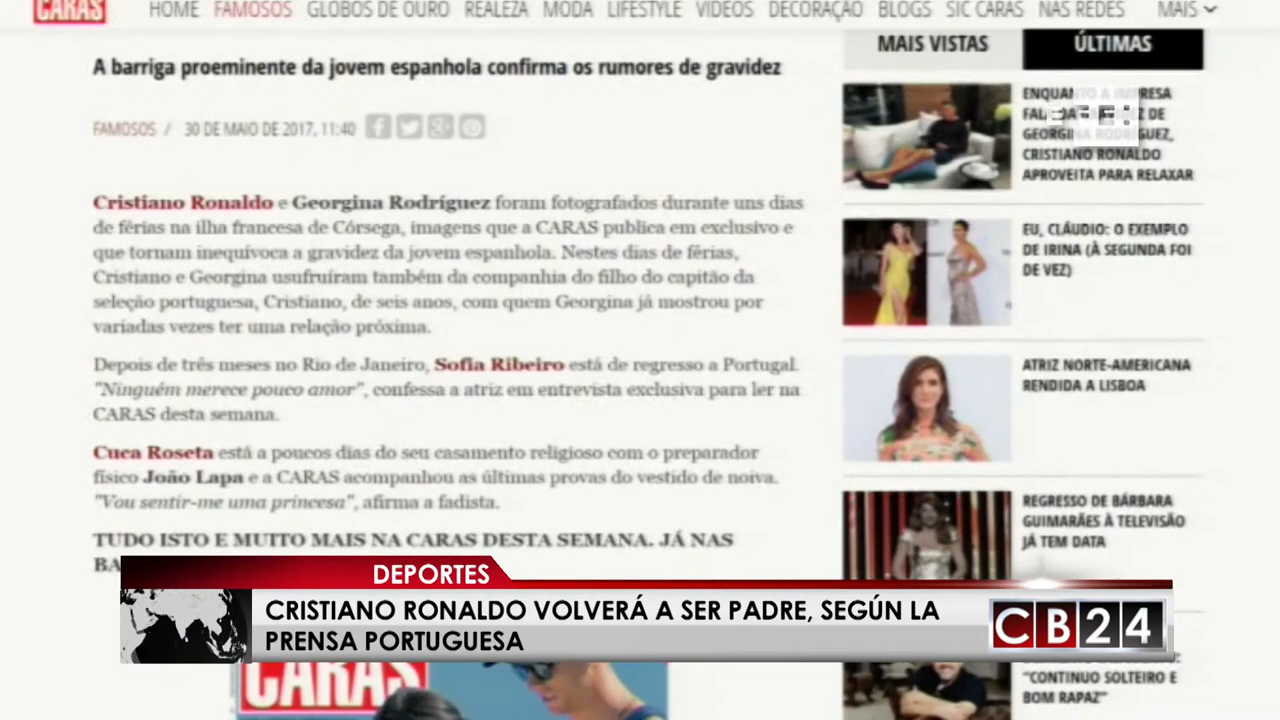 CARAS
HOME FAMOSOS GLOBOS DE OURO REALEZA MODA LIFESTYLE VÍDEOS DECORAÇÃO BLOGS SIC CARAS NAS REDES MAIS
A barriga proeminente da jovem espanhola confirma os rumores de gravidez
FAMOSOS / 30 DE MAIO DE 2017, 11:40
Cristiano Ronaldo e Georgina Rodríguez foram fotografados durante uns dias
de férias na ilha francesa de Córsega, imagens que a CARAS publica em exclusivo e
que tornam inequívoca a gravidez da jovem espanhola. Nestes dias de férias,
Cristiano e Georgina usufruíram também da companhia do filho do capitão da
seleção portuguesa, Cristiano, de seis anos, com quem Georgina já mostrou por
variadas vezes ter uma relação próxima.
Depois de três meses no Rio de Janeiro, Sofia Ribeiro está de regresso a Portugal.
"Ninguém merece pouco amor", confessa a atriz em entrevista exclusiva para ler na
CARAS desta semana.
Cuca Roseta está a poucos dias do seu casamento religioso com o preparador
físico João Lapa e a CARAS acompanhou as últimas provas do vestido de noiva.
"Vou sentir-me uma princesa", afirma a fadista.
TUDO ISTO E MUITO MAIS NA CARAS DESTA SEMANA. JÁ NAS
BA
MAIS VISTAS ÚLTIMAS
ENQUANTO A IMPRESA
FALA DA GRAVIDEZ DE
GEORGINA RODRÍGUEZ,
CRISTIANO RONALDO
APROVEITA PARA RELAXAR
EU, CLÁUDIO: O EXEMPLO
DE IRINA (À SEGUNDA FOI
DE VEZ)
ATRIZ NORTE-AMERICANA
RENDIDA A LISBOA
REGRESSO DE BÁRBARA
GUIMARÃES À TELEVISÃO
JÁ TEM DATA
"CONTINUO SOLTEIRO E
BOM RAPAZ"
DEPORTES
CRISTIANO RONALDO VOLVERÁ A SER PADRE, SEGÚN LA
PRENSA PORTUGUESA
CB24
CARAS